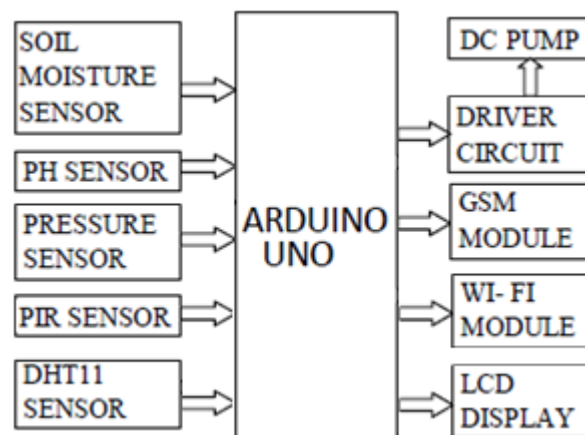 SOIL
MOISTURE
SENSOR
PH SENSOR
PRESSURE
SENSOR
PIR SENSOR
DHT11
SENSOR
ARDUINO
UNO
DC PUMP
DRIVER
CIRCUIT
GSM
MODULE
WI- FI
MODULE
LCD
DISPLAY